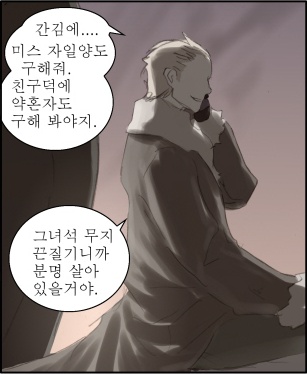 간김에....
미스 자일양도
구해줘.
친구덕에
약혼자도
구해 봐야지.
그녀석 무지
끈질기니까
분명 살아
있을거야.